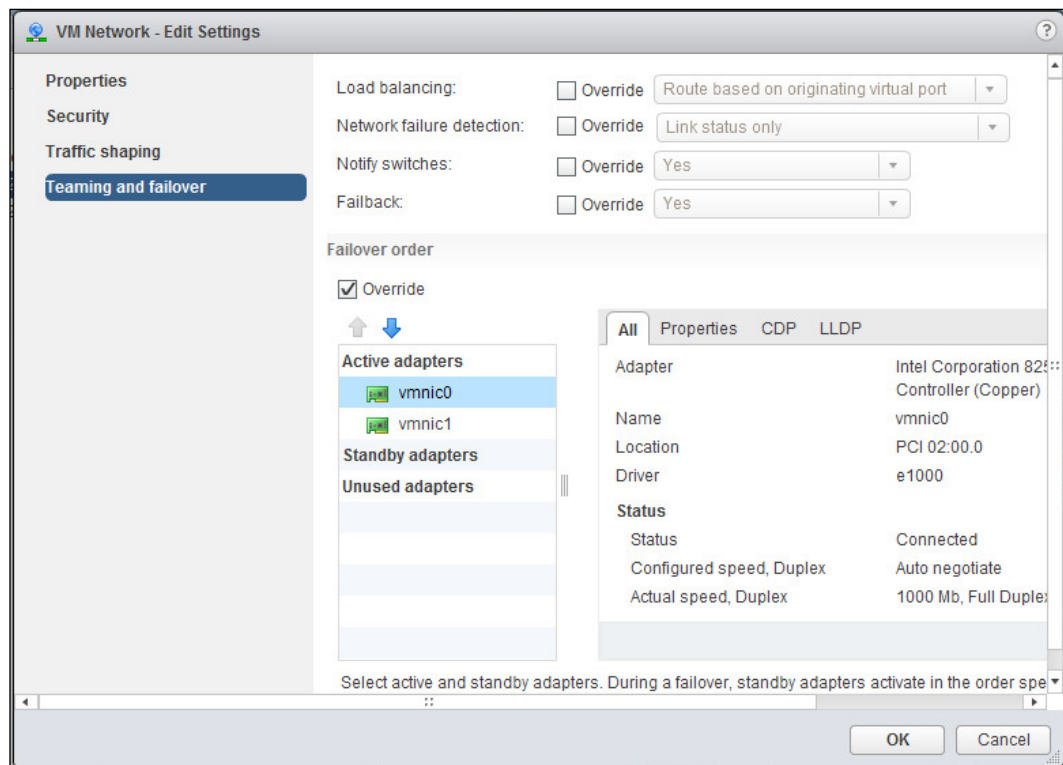 VM Network - Edit Settings
?
Properties
Security
Traffic shaping
Teaming and failover
Load balancing: Override Route based on originating virtual port
Network failure detection: Override Link status only
Notify switches: Override Yes
Failback: Override Yes
Failover order
Override
Active adapters
vmnic0
vmnic1
Standby adapters
Unused adapters
All Properties CDP LLDP
Adapter Intel Corporation 825
Controller (Copper)
Name vmnic0
Location PCI 02:00.0
Driver e1000
Status
Status Connected
Configured speed, Duplex Auto negotiate
Actual speed, Duplex 1000 Mb, Full Duplex
Select active and standby adapters. During a failover, standby adapters activate in the order spe
OK Cancel